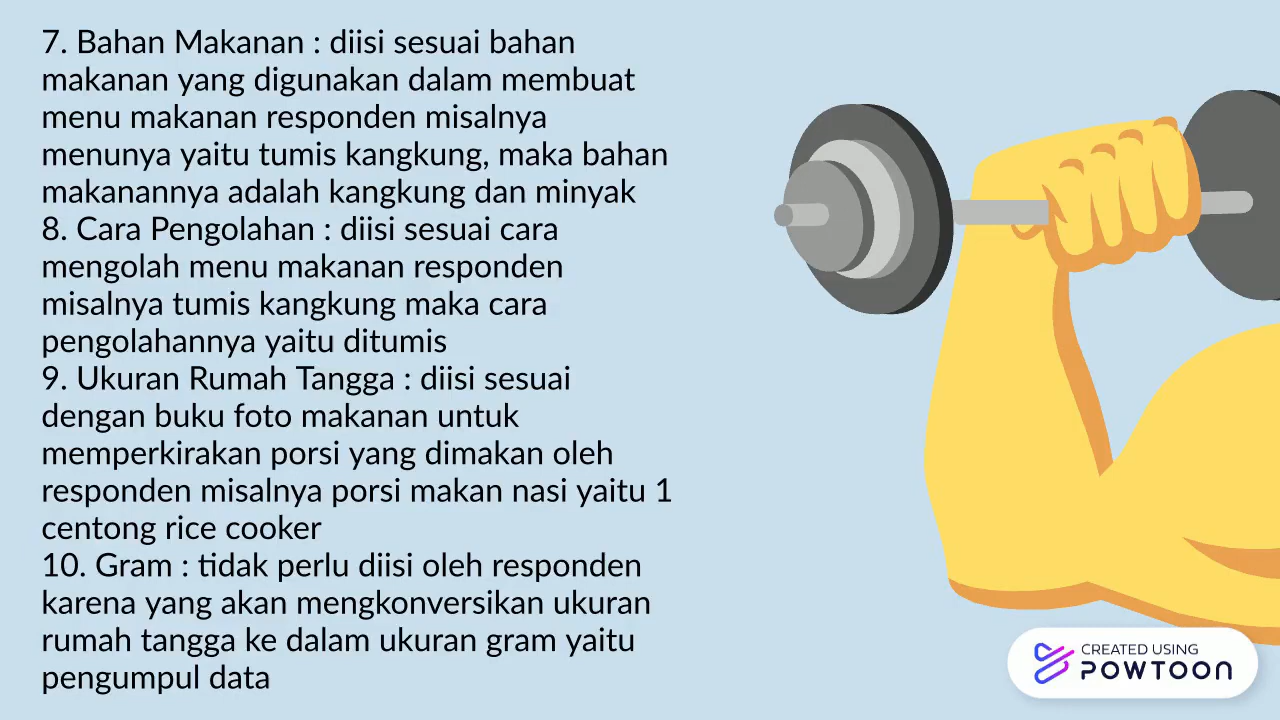 7. Bahan Makanan : diisi sesuai bahan
makanan yang digunakan dalam membuat
menu makanan responden misalnya
menunya yaitu tumis kangkung, maka bahan
makanannya adalah kangkung dan minyak
8. Cara Pengolahan : diisi sesuai cara
mengolah menu makanan responden
misalnya tumis kangkung maka cara
pengolahannya yaitu ditumis
9. Ukuran Rumah Tangga : diisi sesuai
dengan buku foto makanan untuk
memperkirakan porsi yang dimakan oleh
responden misalnya porsi makan nasi yaitu 1
centong rice cooker
10. Gram : tidak perlu diisi oleh responden
karena yang akan mengkonversikan ukuran
rumah tangga ke dalam ukuran gram yaitu
pengumpul data
CREATED USING
POWTOON